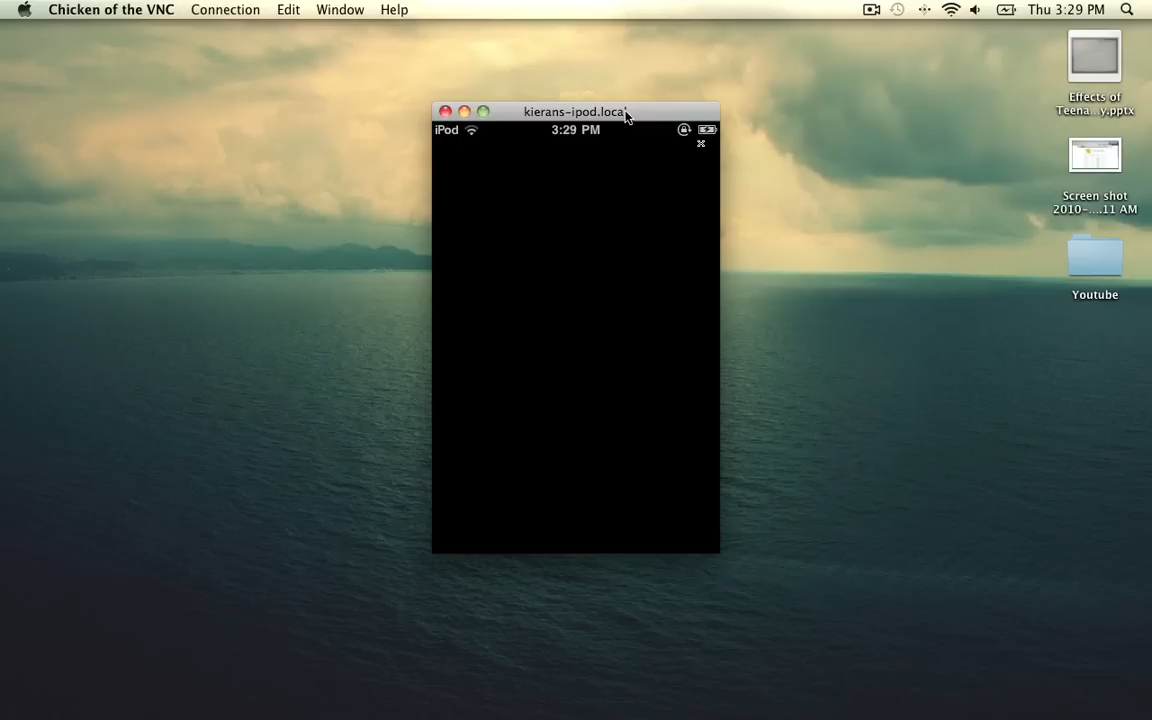 Chicken of the VNC Connection Edit Window Help Thu 3:29 PM
kierans-ipod.local
iPod 3:29 PM
Effects of
Teena...y.pptx
Screen shot
2010-....11 AM
Youtube